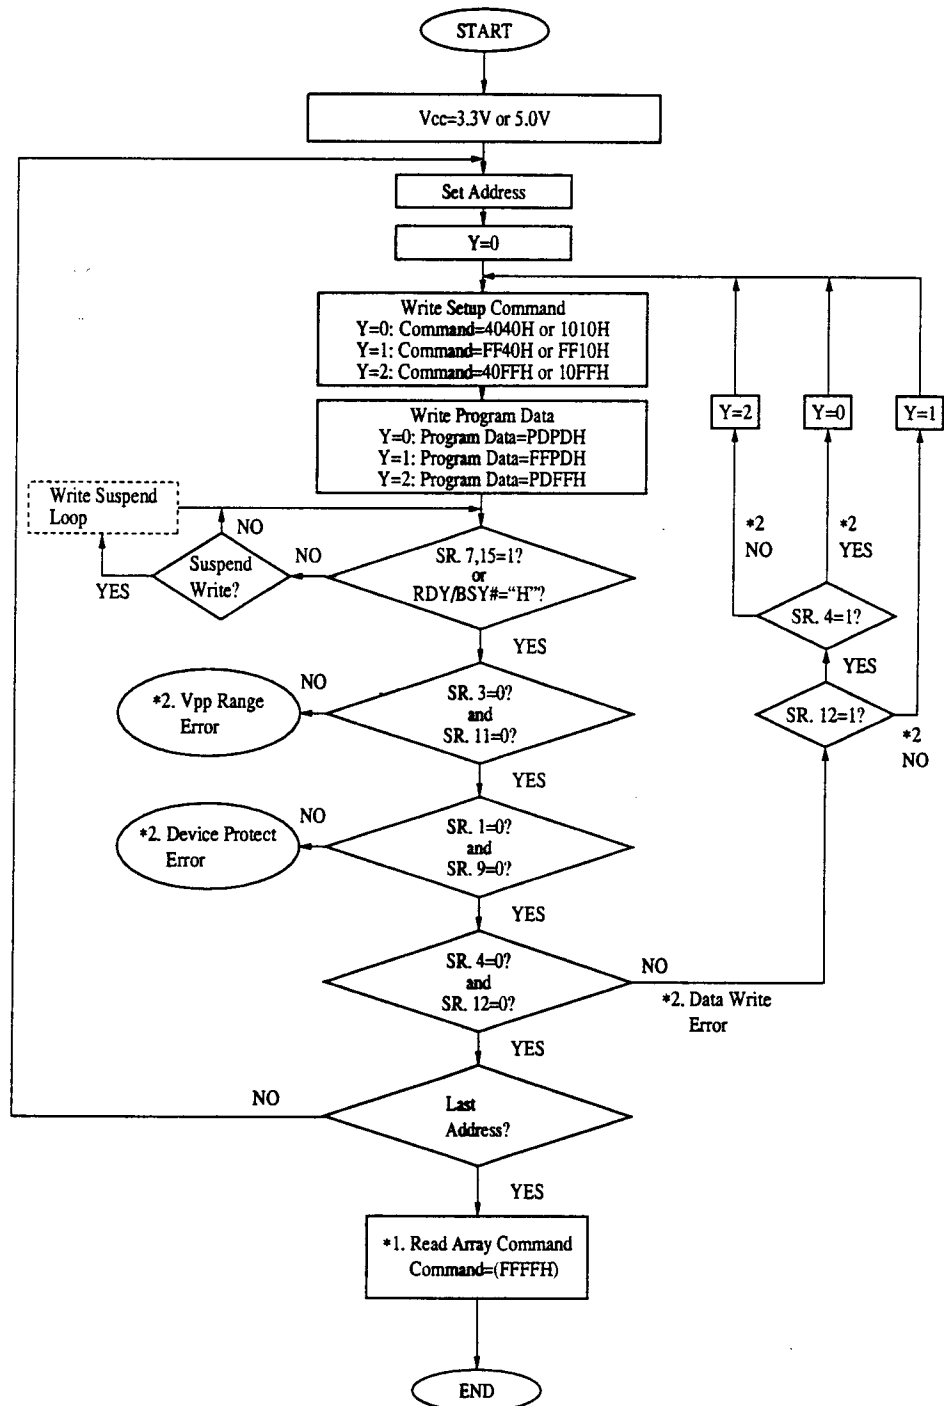 START
Vcc=3.3V or 5.0V
Set Address
Y=0
Write Setup Command
Y=0: Command=4040H or 1010H
Y=1: Command=FF40H or FF10H
Y=2: Command=40FFH or 10FFH
Write Program Data
Y=0: Program Data=PDPDH
Y=1: Program Data=FFPDH
Y=2: Program Data=PDFFH
Y=2
Y=0
Y=1
Write Suspend
Loop
NO
YES
Suspend
Write?
NO
SR. 7,15=1?
or
RDY/BSY#="H"?
YES
*2
NO
*2
YES
SR. 4=1?
YES
SR. 12=1?
*2
NO
*2. Vpp Range
Error
NO
SR. 3=0?
and
SR. 11=0?
YES
*2. Device Protect
Error
NO
SR. 1=0?
and
SR. 9=0?
YES
SR. 4=0?
and
SR. 12=0?
NO
*2. Data Write
Error
YES
NO
Last
Address?
YES
*1. Read Array Command
Command=(FFFFH)
END